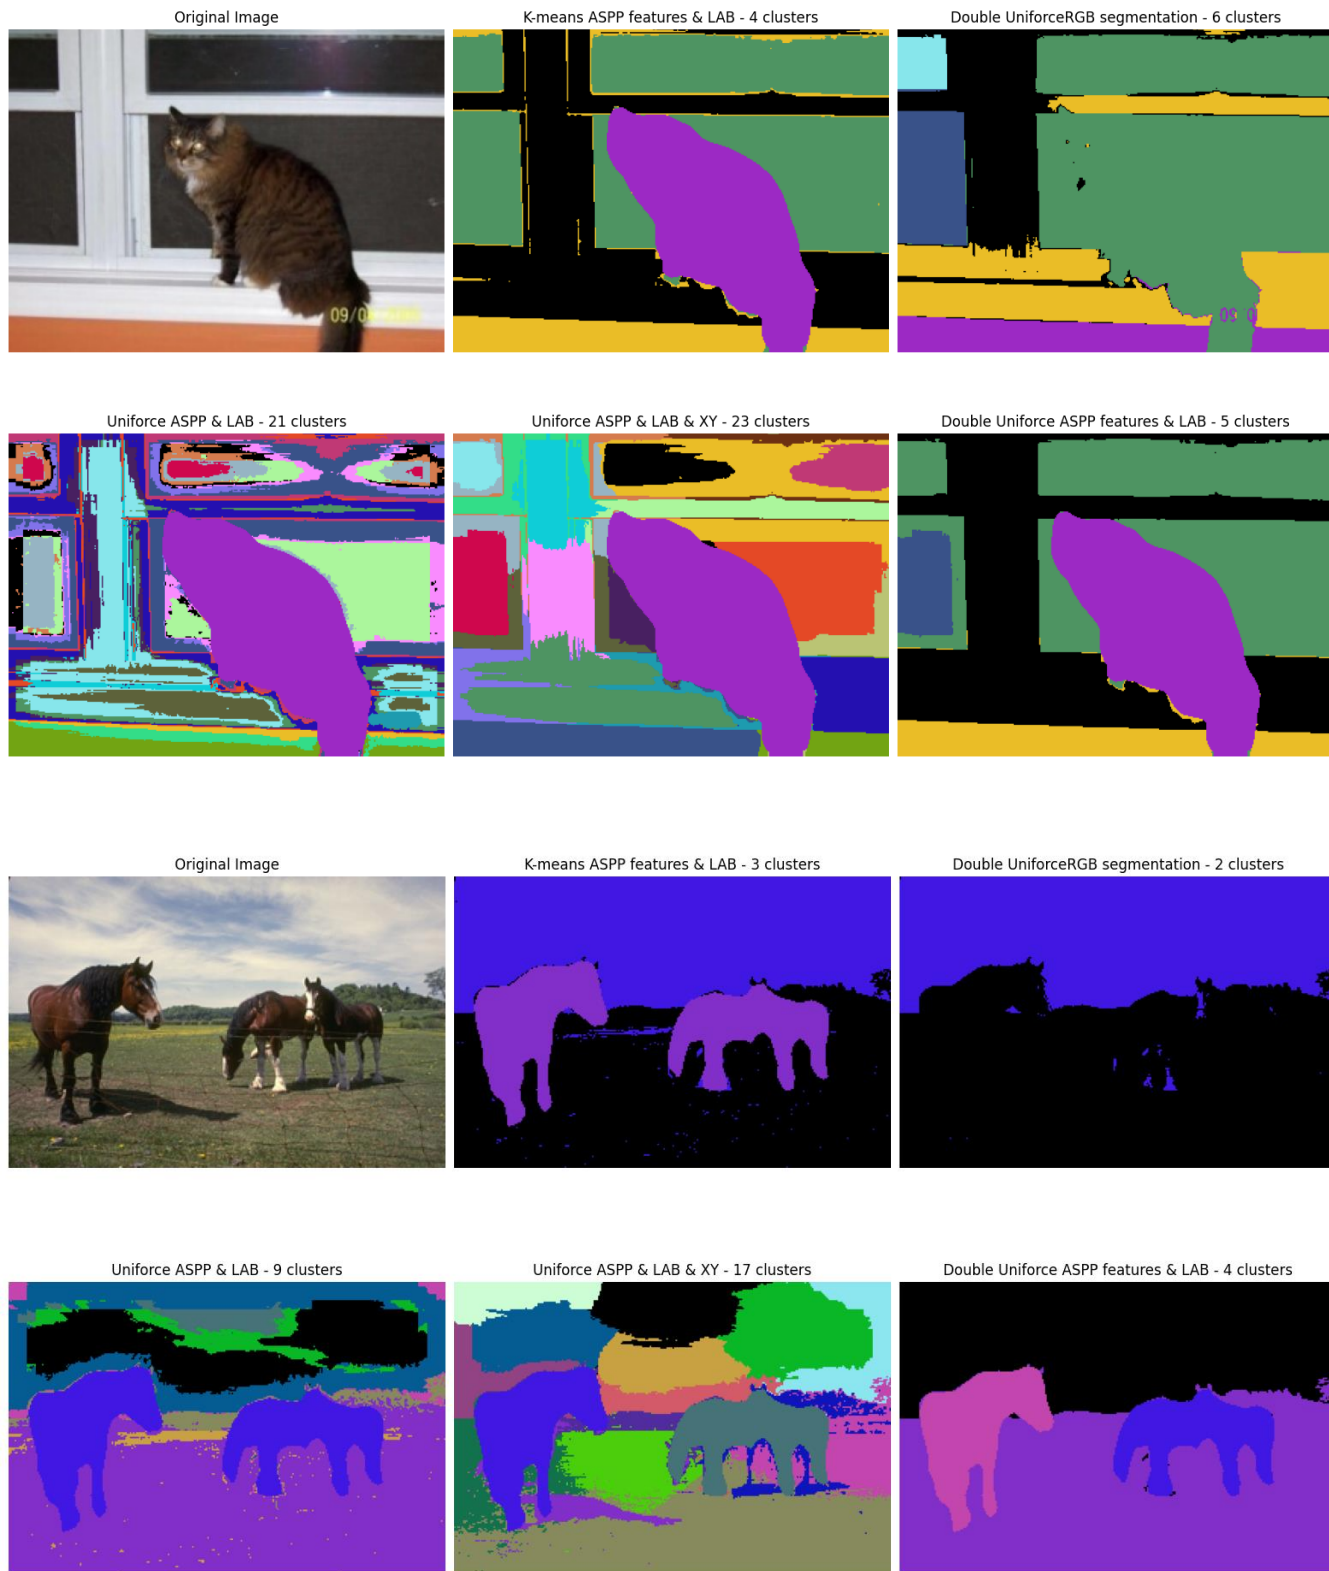 Original Image
K-means ASPP features & LAB - 4 clusters
Double UniforceRGB segmentation - 6 clusters
09/0
Uniforce ASPP & LAB - 21 clusters
Uniforce ASPP & LAB & XY - 23 clusters
Double Uniforce ASPP features & LAB - 5 clusters
Original Image
K-means ASPP features & LAB - 3 clusters
Double UniforceRGB segmentation - 2 clusters
Uniforce ASPP & LAB - 9 clusters
Uniforce ASPP & LAB & XY - 17 clusters
Double Uniforce ASPP features & LAB - 4 clusters